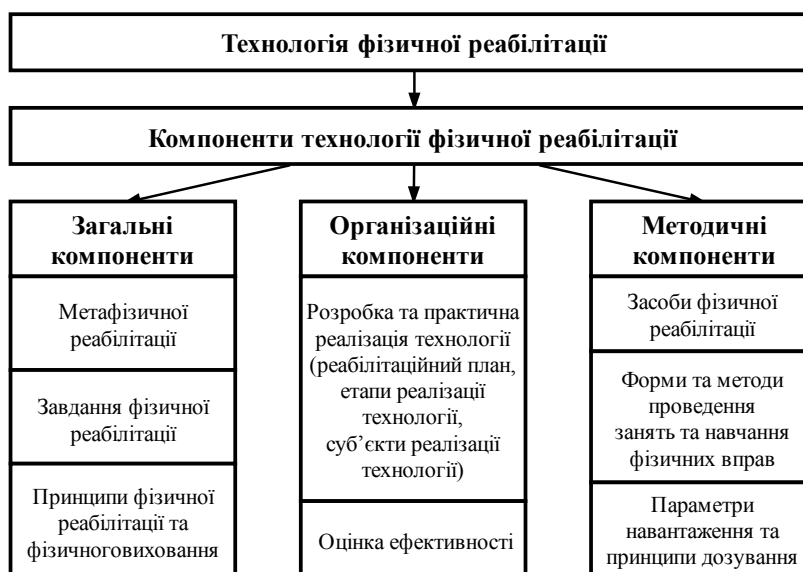 Технологія фізичної реабілітації
Компоненти технології фізичної реабілітації
Загальні
компоненти
Метафізичної
реабілітації
Завдання фізичної
реабілітації
Принципи фізичної
реабілітації та
фізичноговиховання
Організаційні
компоненти
Розробка та практична
реалізація технології
(реабілітаційний план,
етапи реалізації
технології,
суб’єкти реалізації
технології)
Оцінка ефективності
Методичні
компоненти
Засоби фізичної
реабілітації
Форми та методи
проведення
занять та навчання
фізичних вправ
Параметри
навантаження та
принципи дозування